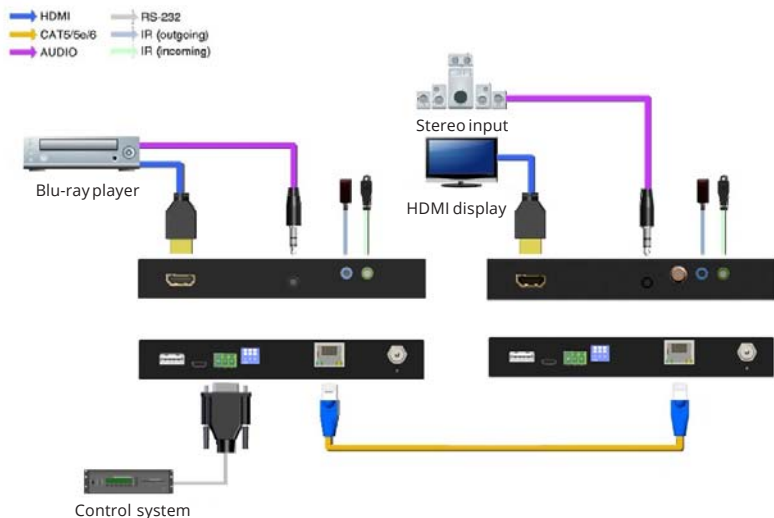 HDMI
CAT5/5e/6
AUDIO
RS-232
IR (outgoing)
IR (incoming)
Stereo input
Blu-ray player
HDMI display
Control system